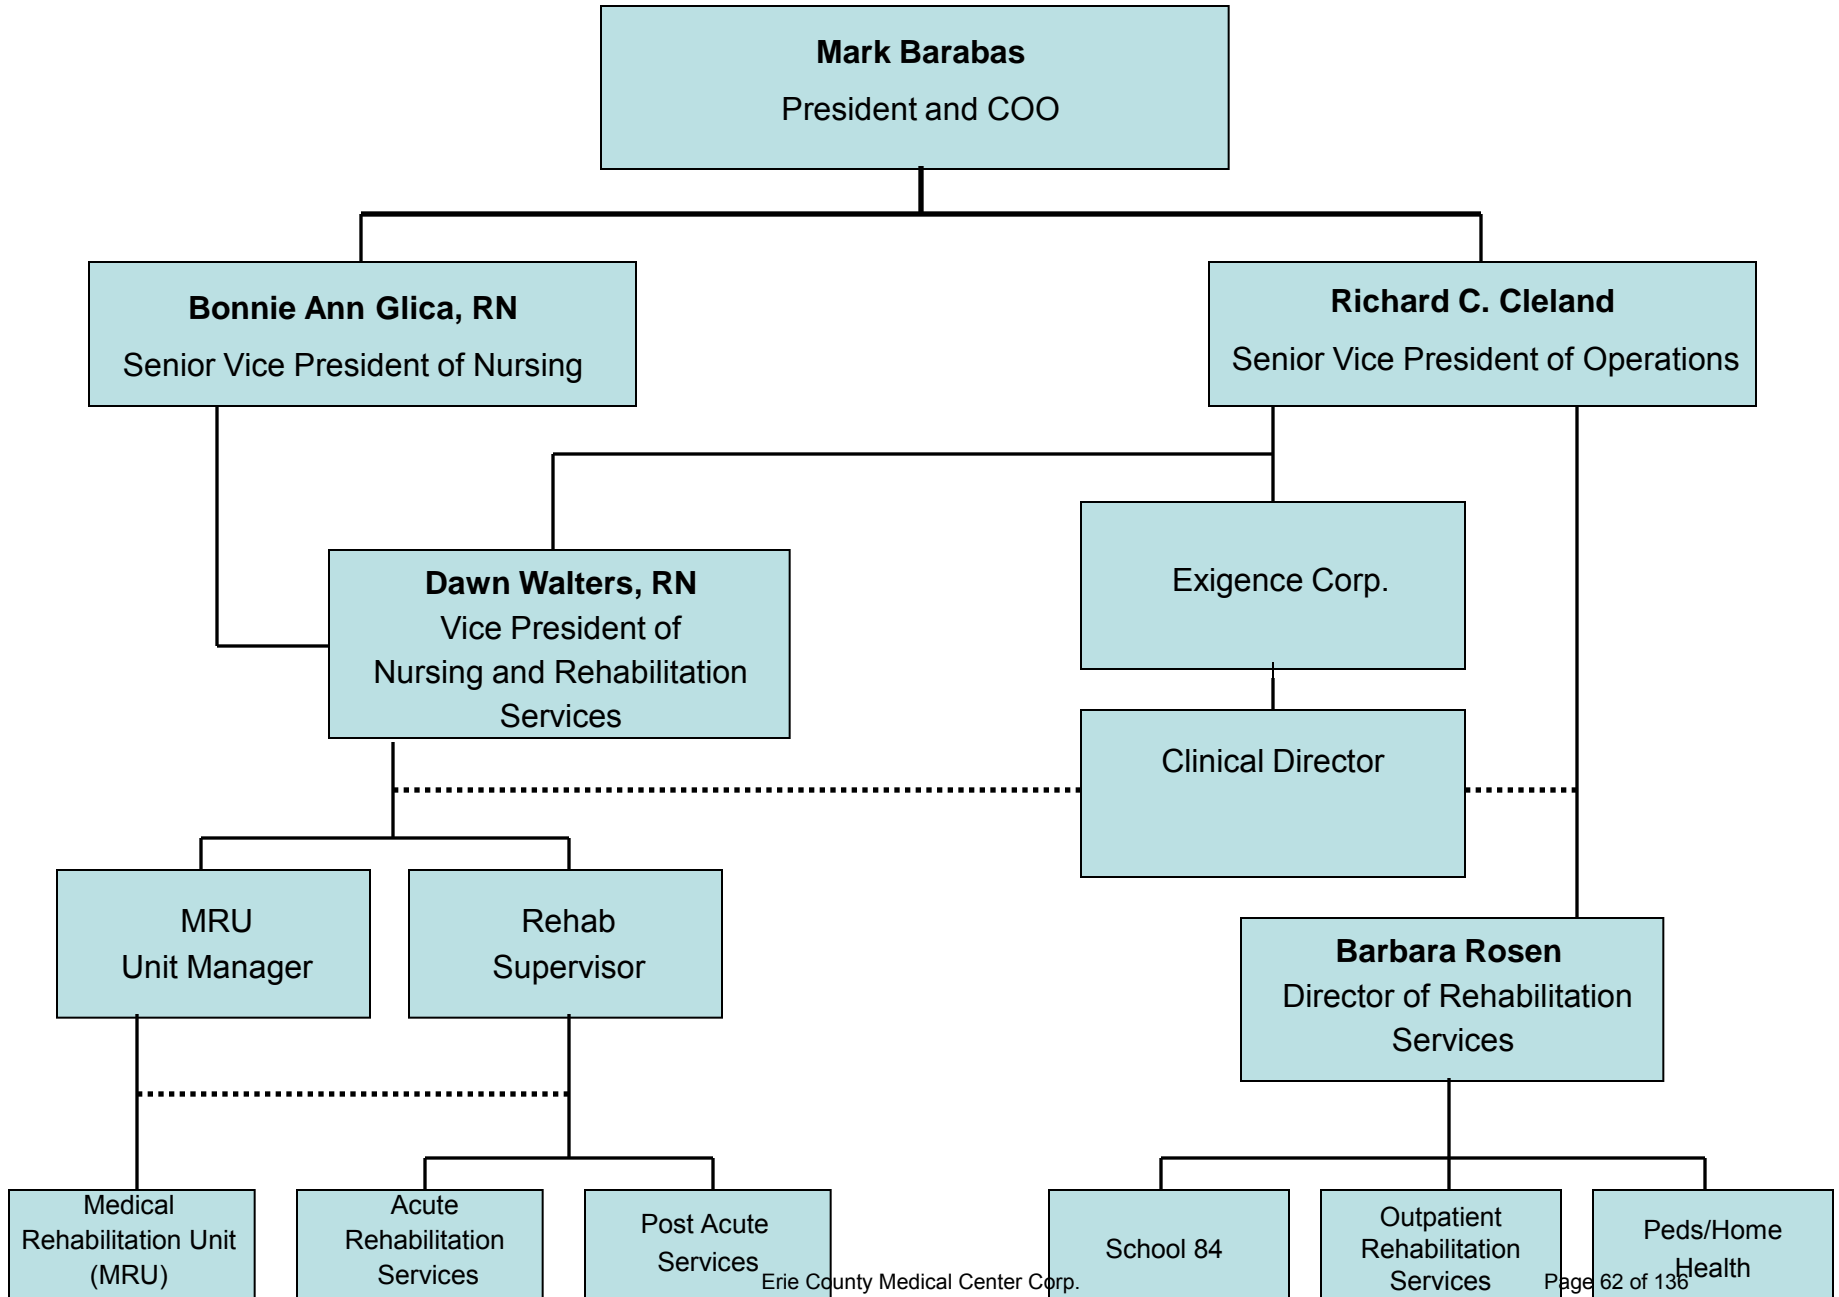 Mark Barabas
President and COO
Bonnie Ann Glica, RN
Senior Vice President of Nursing
Richard C. Cleland
Senior Vice President of Operations
Dawn Walters, RN
Vice President of
Nursing and Rehabilitation
Services
Exigence Corp.
Clinical Director
MRU
Unit Manager
Rehab
Supervisor
Barbara Rosen
Director of Rehabilitation
Services
Medical
Rehabilitation Unit
(MRU)
Acute
Rehabilitation
Services
Post Acute
Services
School 84
Outpatient
Rehabilitation
Services
Peds/Home
Health
Erie County Medical Center Corp.
Page 62 of 136